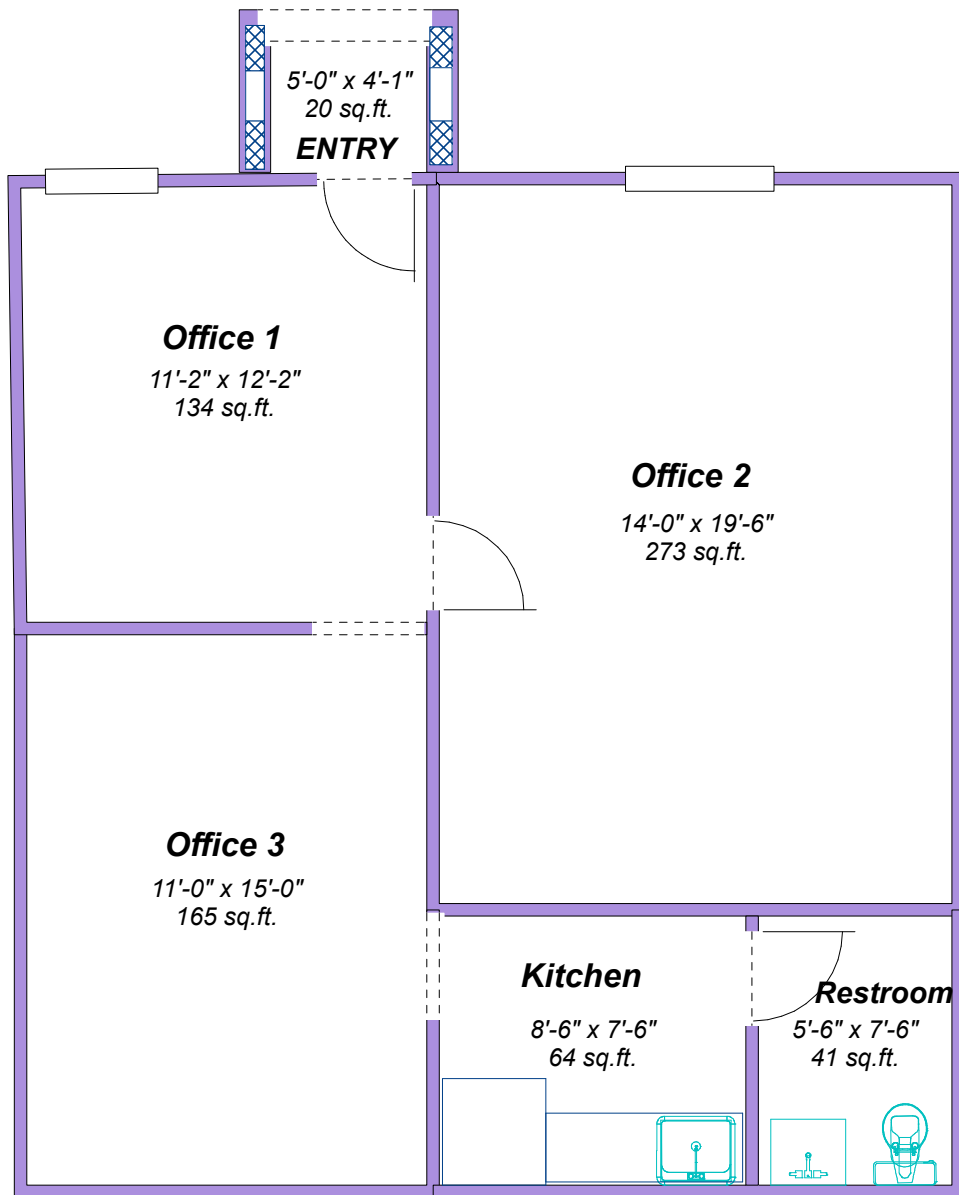 5'-0" x 4'-1"
20 sq.ft.
ENTRY
Office 1
11'-2" x 12'-2"
134 sq.ft.
Office 2
14'-0" x 19'-6"
273 sq.ft.
Office 3
11'-0" x 15'-0"
165 sq.ft.
Kitchen
8'-6" x 7'-6"
64 sq.ft.
Restroom
5'-6" x 7'-6"
41 sq.ft.